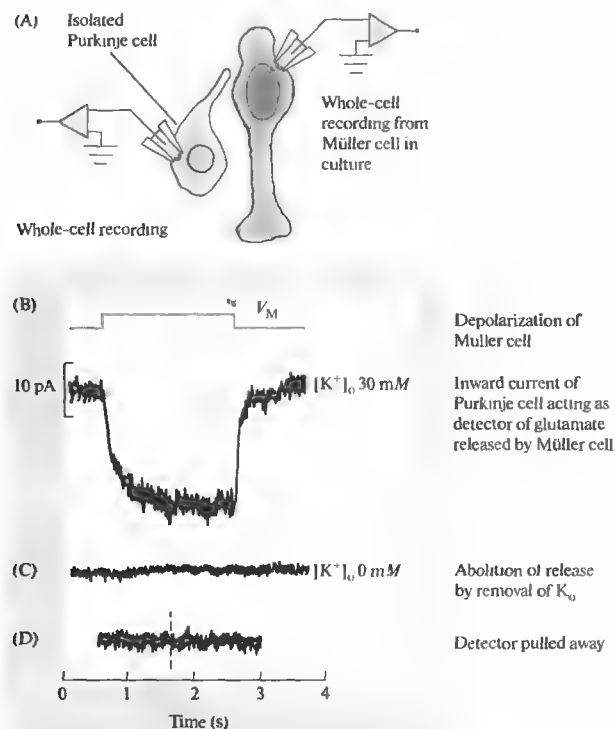 (A) Isolated
Purkinje cell
Whole-cell
recording from
Müller cell in
culture
Whole-cell recording
(B)
V_M
Depolarization of
Muller cell
10 pA
[K⁺]ₒ 30 mM
Inward current of
Purkinje cell acting as
detector of glutamate
released by Müller cell
(C)
[K⁺]ₒ 0 mM
Abolition of release
by removal of Kₒ
(D)
Detector pulled away
0 1 2 3 4
Time (s)